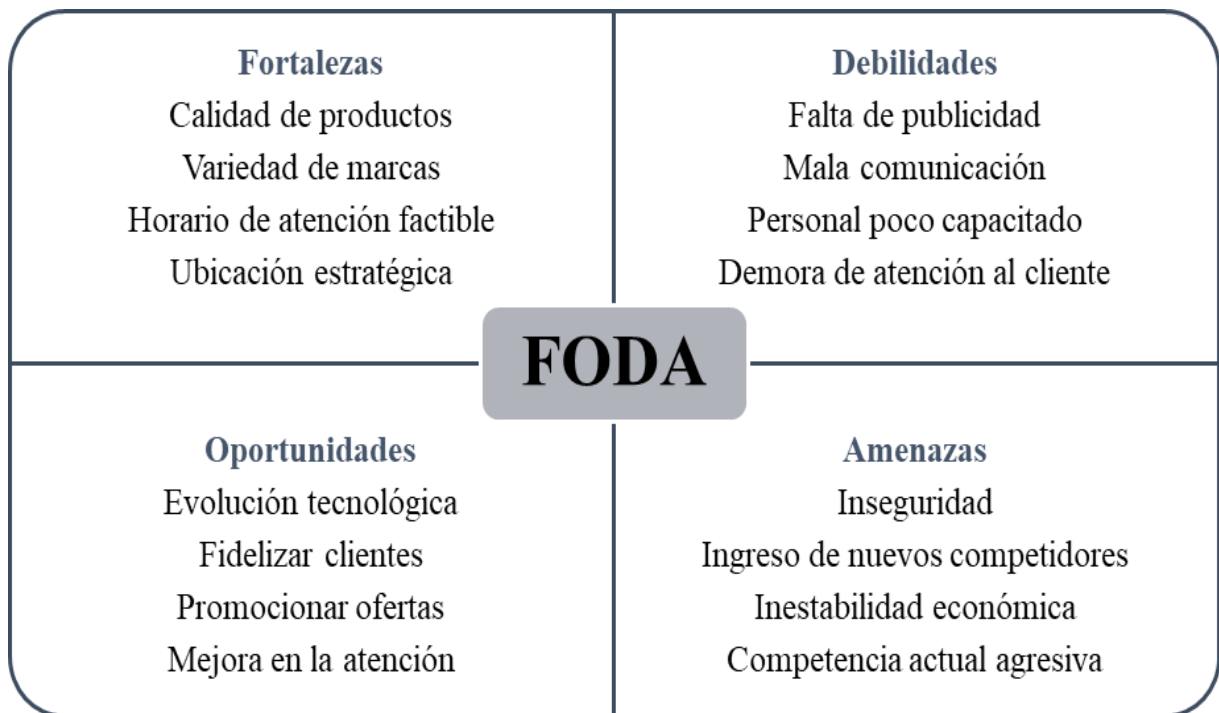 Fortalezas
Calidad de productos
Variedad de marcas
Horario de atención factible
Ubicación estratégica
Debilidades
Falta de publicidad
Mala comunicación
Personal poco capacitado
Demora de atención al cliente
FODA
Oportunidades
Evolución tecnológica
Fidelizar clientes
Promocionar ofertas
Mejora en la atención
Amenazas
Inseguridad
Ingreso de nuevos competidores
Inestabilidad económica
Competencia actual agresiva